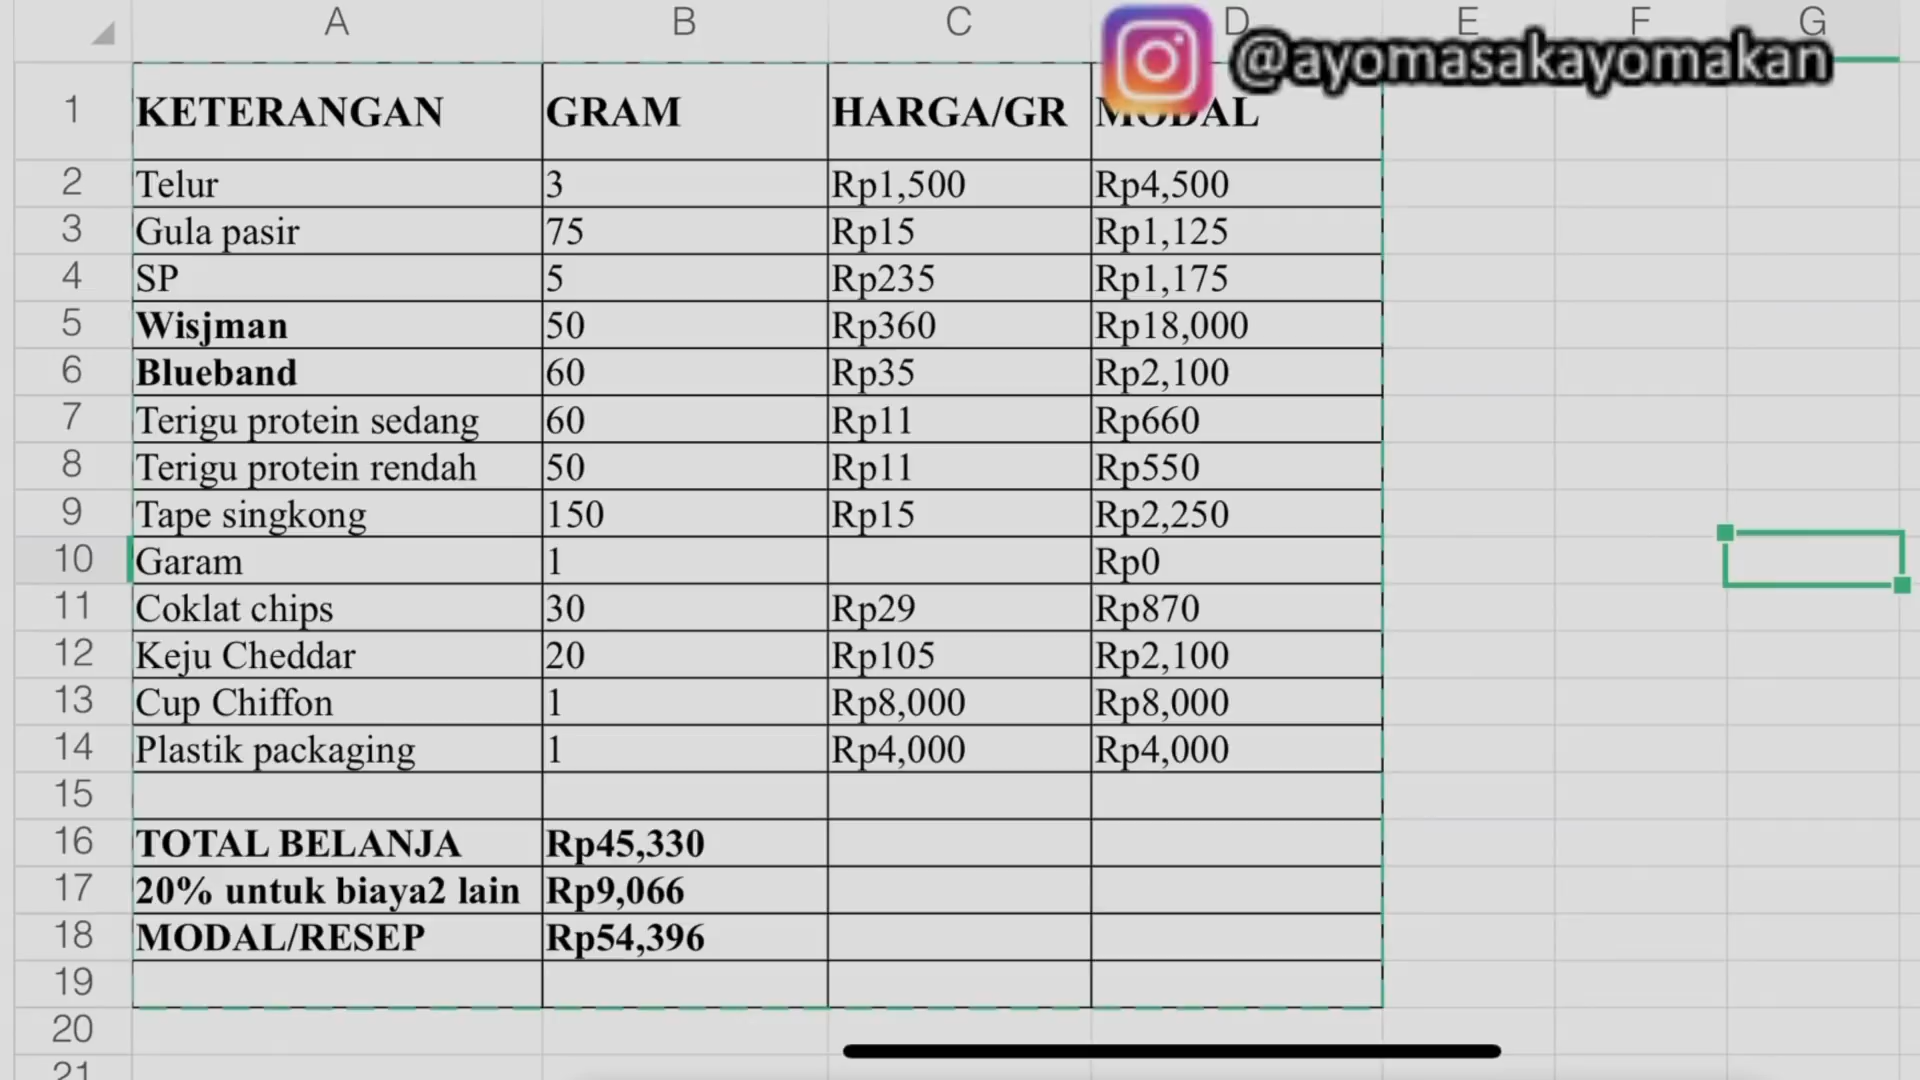 A B C D E F G
@ayomasakayomakan
1 KETERANGAN GRAM HARGA/GR MODAL
2 Telur 3 Rp1,500 Rp4,500
3 Gula pasir 75 Rp15 Rp1,125
4 SP 5 Rp235 Rp1,175
5 Wisjman 50 Rp360 Rp18,000
6 Blueband 60 Rp35 Rp2,100
7 Terigu protein sedang 60 Rp11 Rp660
8 Terigu protein rendah 50 Rp11 Rp550
9 Tape singkong 150 Rp15 Rp2,250
10 Garam 1 Rp0
11 Coklat chips 30 Rp29 Rp870
12 Keju Cheddar 20 Rp105 Rp2,100
13 Cup Chiffon 1 Rp8,000 Rp8,000
14 Plastik packaging 1 Rp4,000 Rp4,000
15
16 TOTAL BELANJA Rp45,330
17 20% untuk biaya2 lain Rp9,066
18 MODAL/RESEP Rp54,396
19
20
21